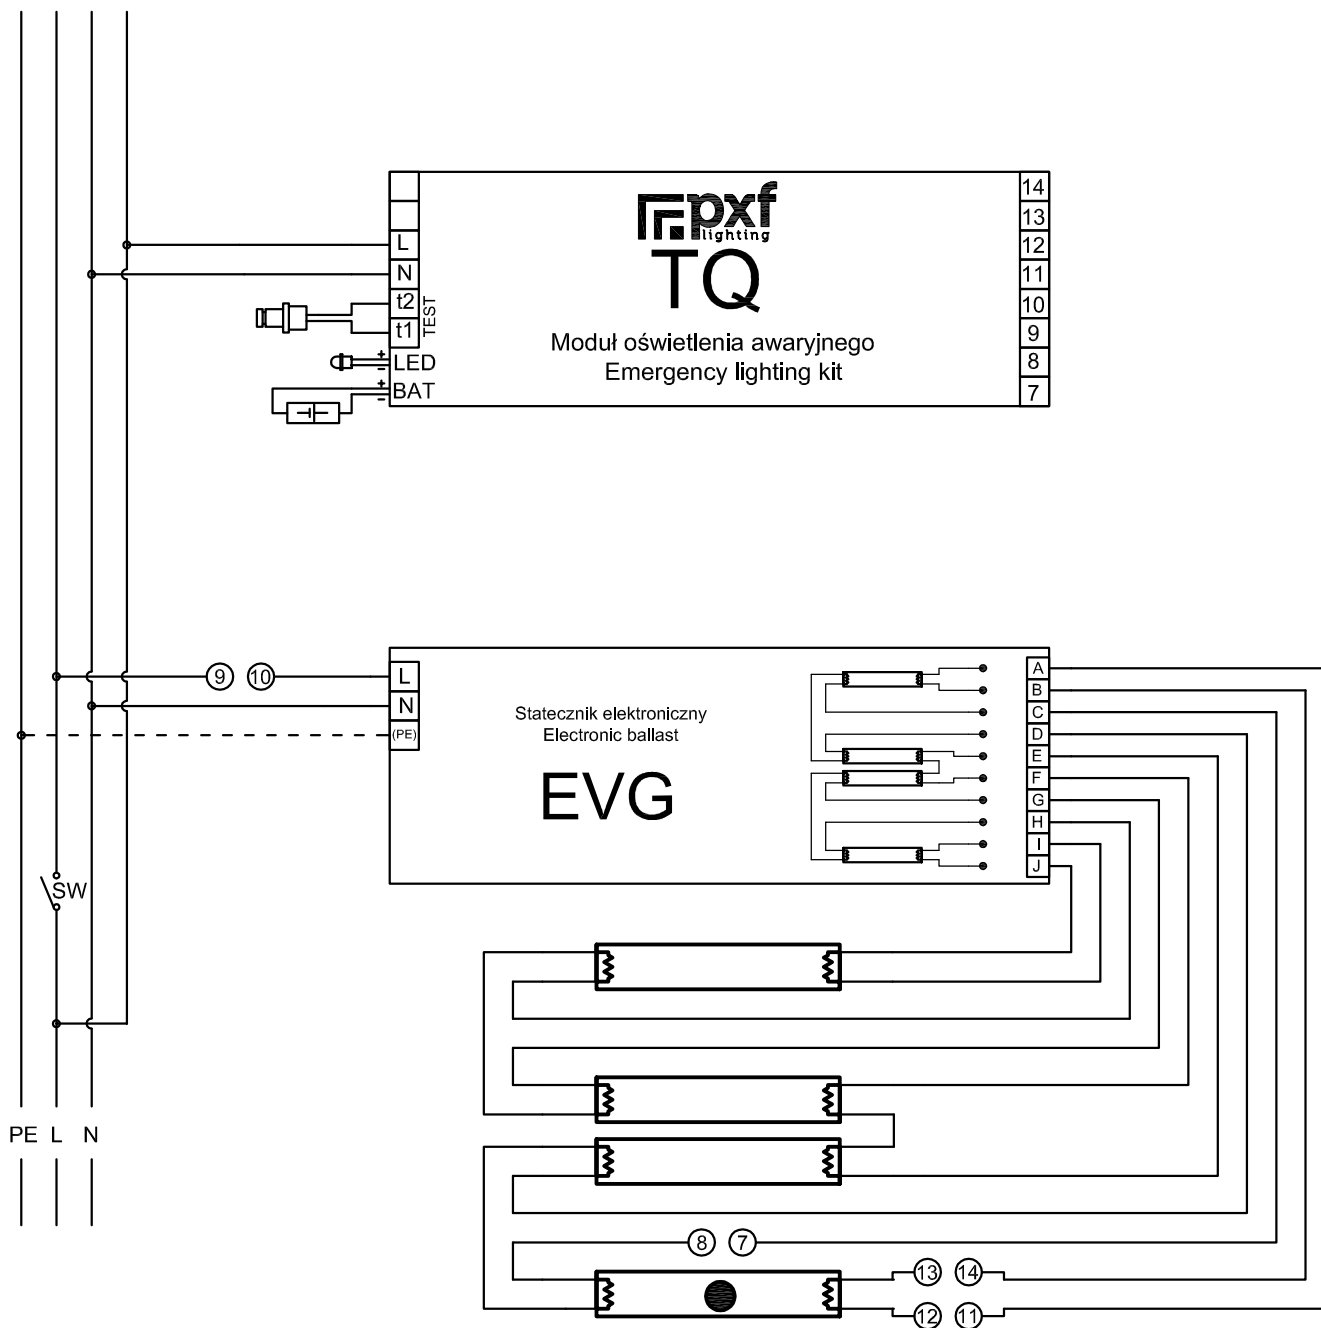 pxf
lighting
TQ
Moduł oświetlenia awaryjnego
Emergency lighting kit
L
N
t2
t1
TEST
+
-
LED
+
-
BAT
14
13
12
11
10
9
8
7
9 10
L
N
(PE)
Statecznik elektroniczny
Electronic ballast
EVG
A
B
C
D
E
F
G
H
I
J
SW
PE L N
8 7
13 14
12 11